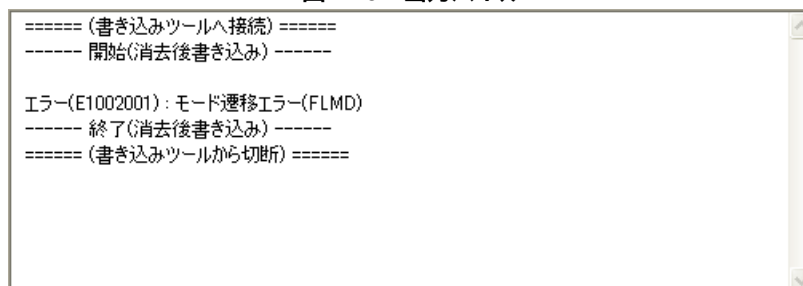 ====== (書き込みツールへ接続) ======
------ 開始(消去後書き込み) ------
エラー(E1002001) : モード遷移エラー(FLMD)
------ 終了(消去後書き込み) ------
====== (書き込みツールから切断) ======